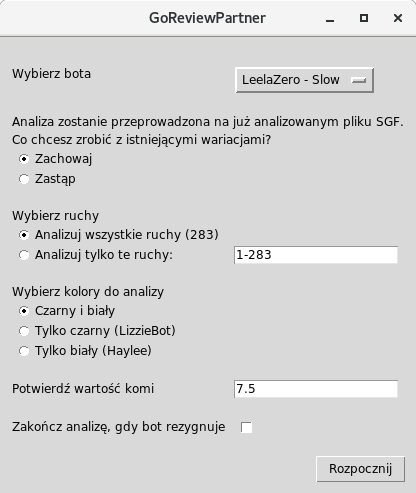 GoReviewPartner
Wybierz bota
LeelaZero - Slow
Analiza zostanie przeprowadzona na już analizowanym pliku SGF.
Co chcesz zrobić z istniejącymi wariacjami?
Zachowaj
Zastąp
Wybierz ruchy
Analizuj wszystkie ruchy (283)
Analizuj tylko te ruchy:
1-283
Wybierz kolory do analizy
Czarny i biały
Tylko czarny (LizzieBot)
Tylko biały (Haylee)
Potwierdź wartość komi
7.5
Zakończ analizę, gdy bot rezygnuje
Rozpocznij